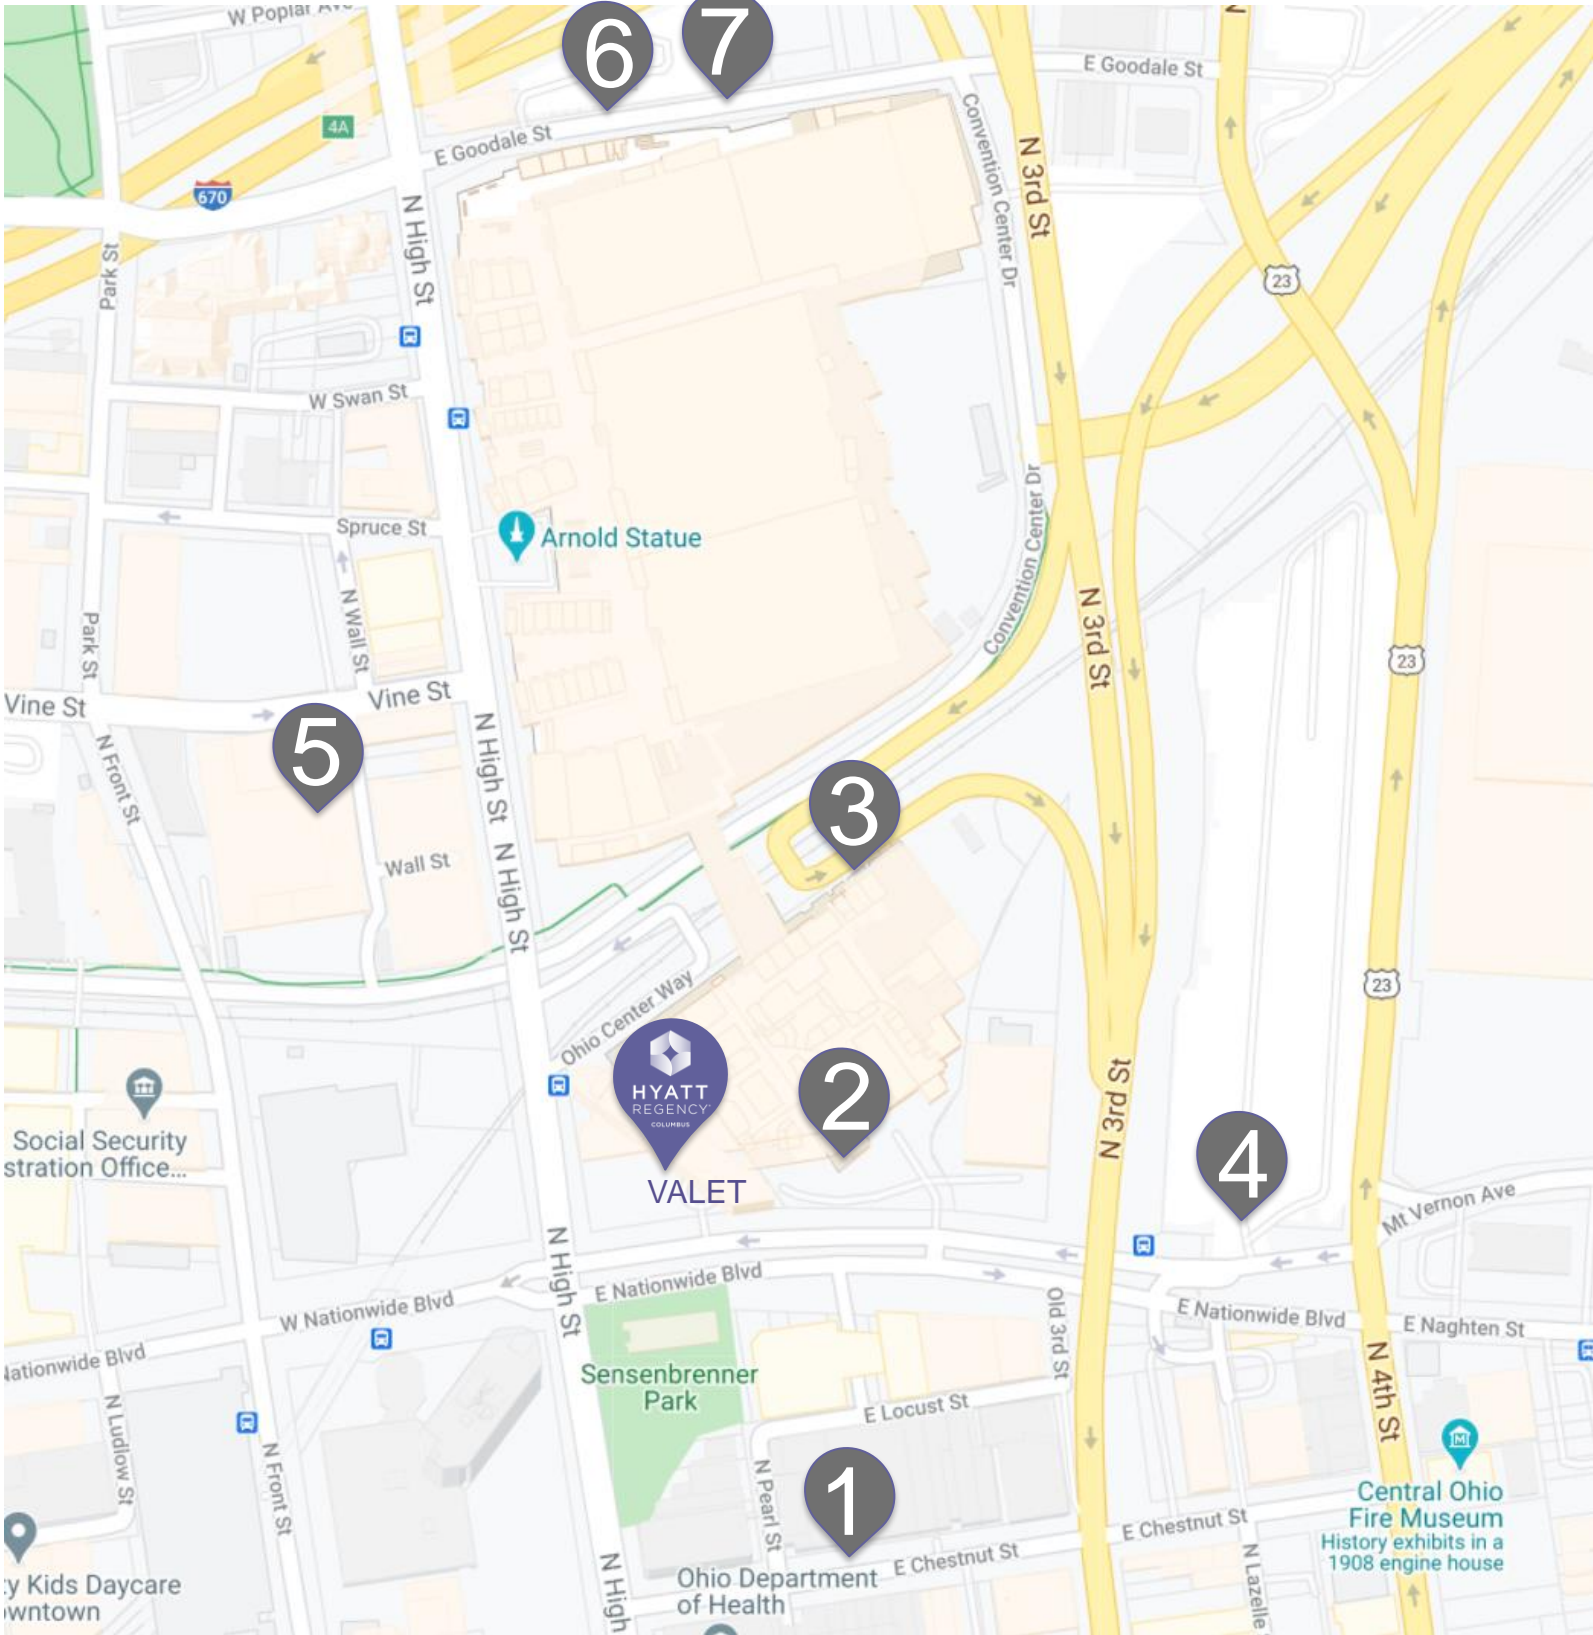 W Poplar Ave
6
7
E Goodale St
4A
E Goodale St
670
N High St
Convention Center Dr
N 3rd St
Park St
23
W Swan St
Spruce St
Arnold Statue
Convention Center Dr
N Wall St
N 3rd St
Park St
23
Vine St
Vine St
5
N Front St
N High St
3
Wall St
N High St
23
Ohio Center Way
HYATT
REGENCY
COLUMBUS
VALET
2
N 3rd St
4
Social Security
stration Office...
Mt Vernon Ave
N High St
E Nationwide Blvd
W Nationwide Blvd
Old 3rd St
E Nationwide Blvd
E Naghten St
Nationwide Blvd
Sensenbrenner
Park
N 4th St
E Locust St
N Ludlow St
N Front St
N Pearl St
1
Central Ohio
Fire Museum
History exhibits in a
1908 engine house
E Chestnut St
E Chestnut St
N High
N Lazelle
Ohio Department
of Health
ty Kids Daycare
owntown